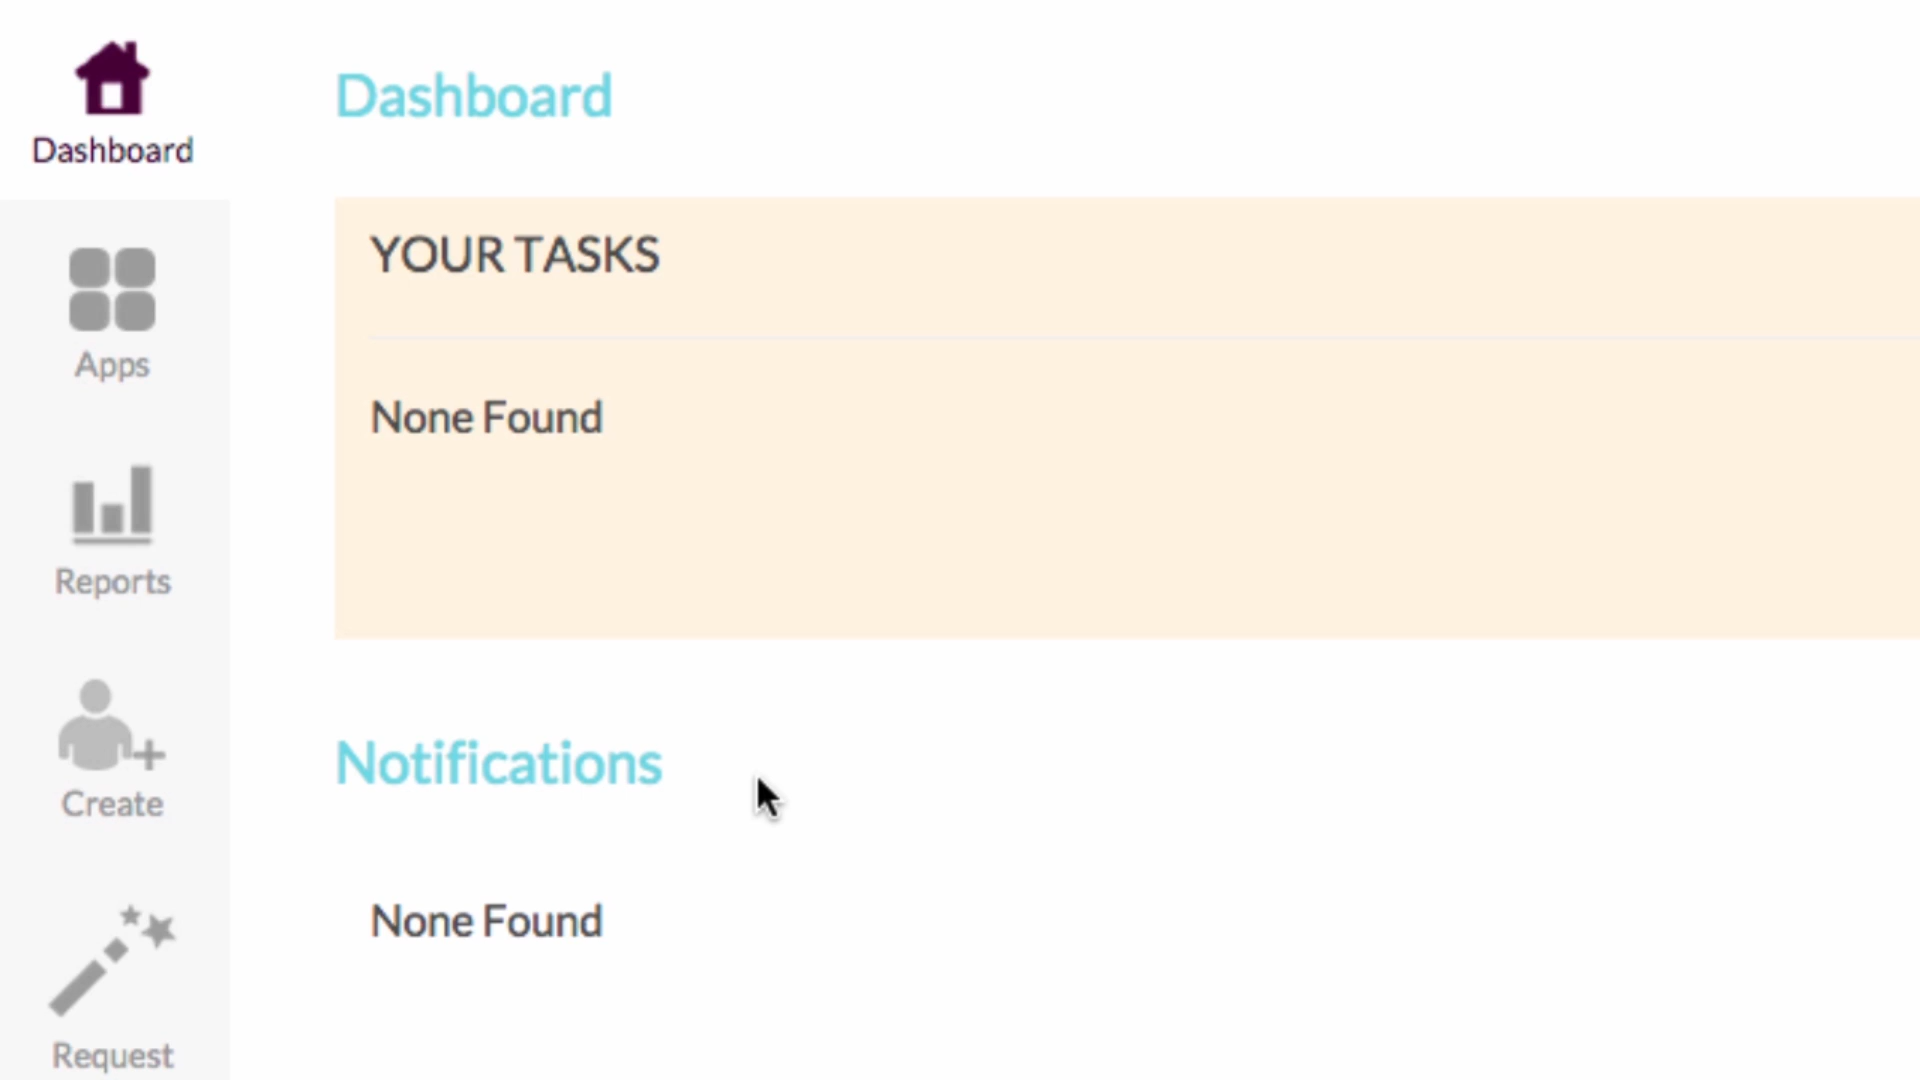 Dashboard
Apps
Reports
Create
Request
Dashboard
YOUR TASKS
None Found
Notifications
None Found